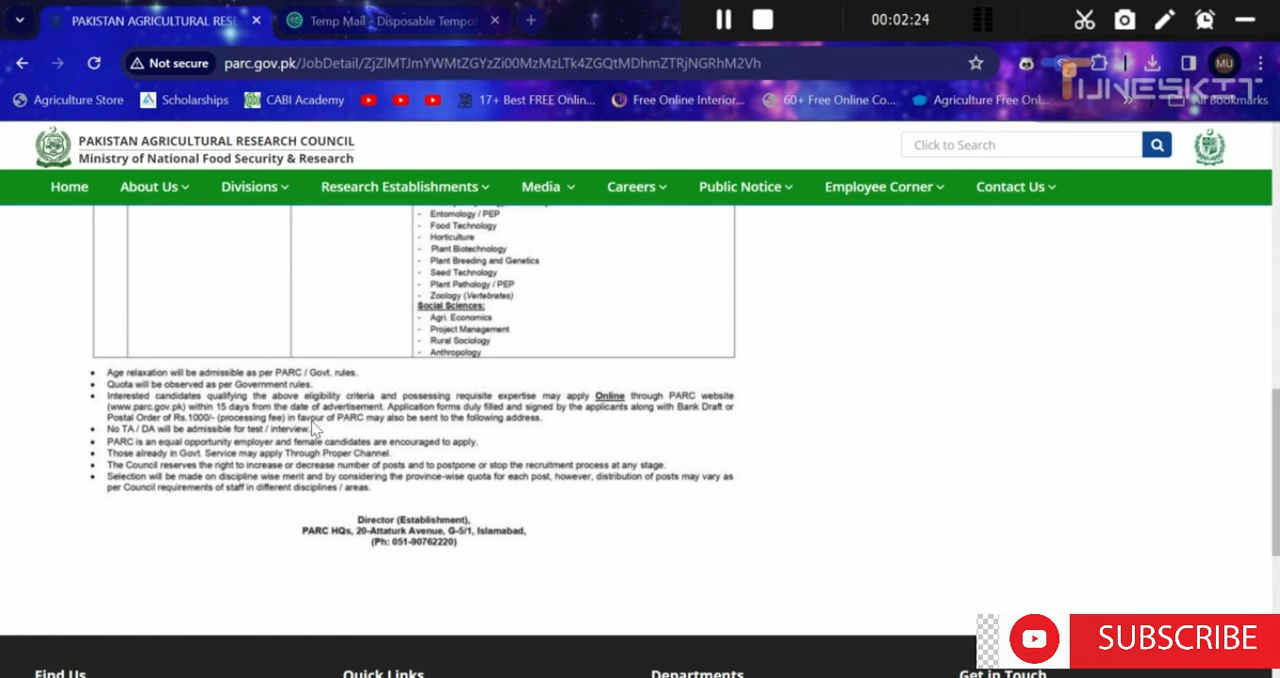 PAKISTAN AGRICULTURAL RES
Temp Mail - Disposable Tempor
00:02:24
Not secure
parc.gov.pk/JobDetail/ZjZlMTJmYWMtZGYzZi00MzMzLTk4ZGQtMDhmZTRjNGRhM2Vh
MU
Agriculture Store
Scholarships
CABI Academy
17+ Best FREE Onlin...
Free Online Interior...
60+ Free Online Co...
Agriculture Free Onl...
All Bookmarks
TUNESKIT
PAKISTAN AGRICULTURAL RESEARCH COUNCIL
Ministry of National Food Security & Research
Click to Search
Home
About Us
Divisions
Research Establishments
Media
Careers
Public Notice
Employee Corner
Contact Us
- Entomology / PEP
- Food Technology
- Horticulture
- Plant Biotechnology
- Plant Breeding and Genetics
- Seed Technology
- Plant Pathology / PEP
- Zoology (Vertebrates)
Social Sciences:
- Agri. Economics
- Project Management
- Rural Sociology
- Anthropology
• Age relaxation will be admissible as per PARC / Govt. rules.
• Quota will be observed as per Government rules.
• Interested candidates qualifying the above eligibility criteria and possessing requisite expertise may apply Online through PARC website
(www.parc.gov.pk) within 15 days from the date of advertisement. Application forms duly filled and signed by the applicants along with Bank Draft or
Postal Order of Rs.1000/- (processing fee) in favour of PARC may also be sent to the following address.
• No TA / DA will be admissible for test / interview.
• PARC is an equal opportunity employer and female candidates are encouraged to apply.
• Those already in Govt. Service may apply Through Proper Channel.
• The Council reserves the right to increase or decrease number of posts and to postpone or stop the recruitment process at any stage.
• Selection will be made on discipline wise merit and by considering the province-wise quota for each post, however, distribution of posts may vary as
per Council requirements of staff in different disciplines / areas.
Director (Establishment),
PARC HQs, 20-Attaturk Avenue, G-5/1, Islamabad,
(Ph: 051-90762220)
SUBSCRIBE
Find Us
Quick Links
Departments
Get in Touch